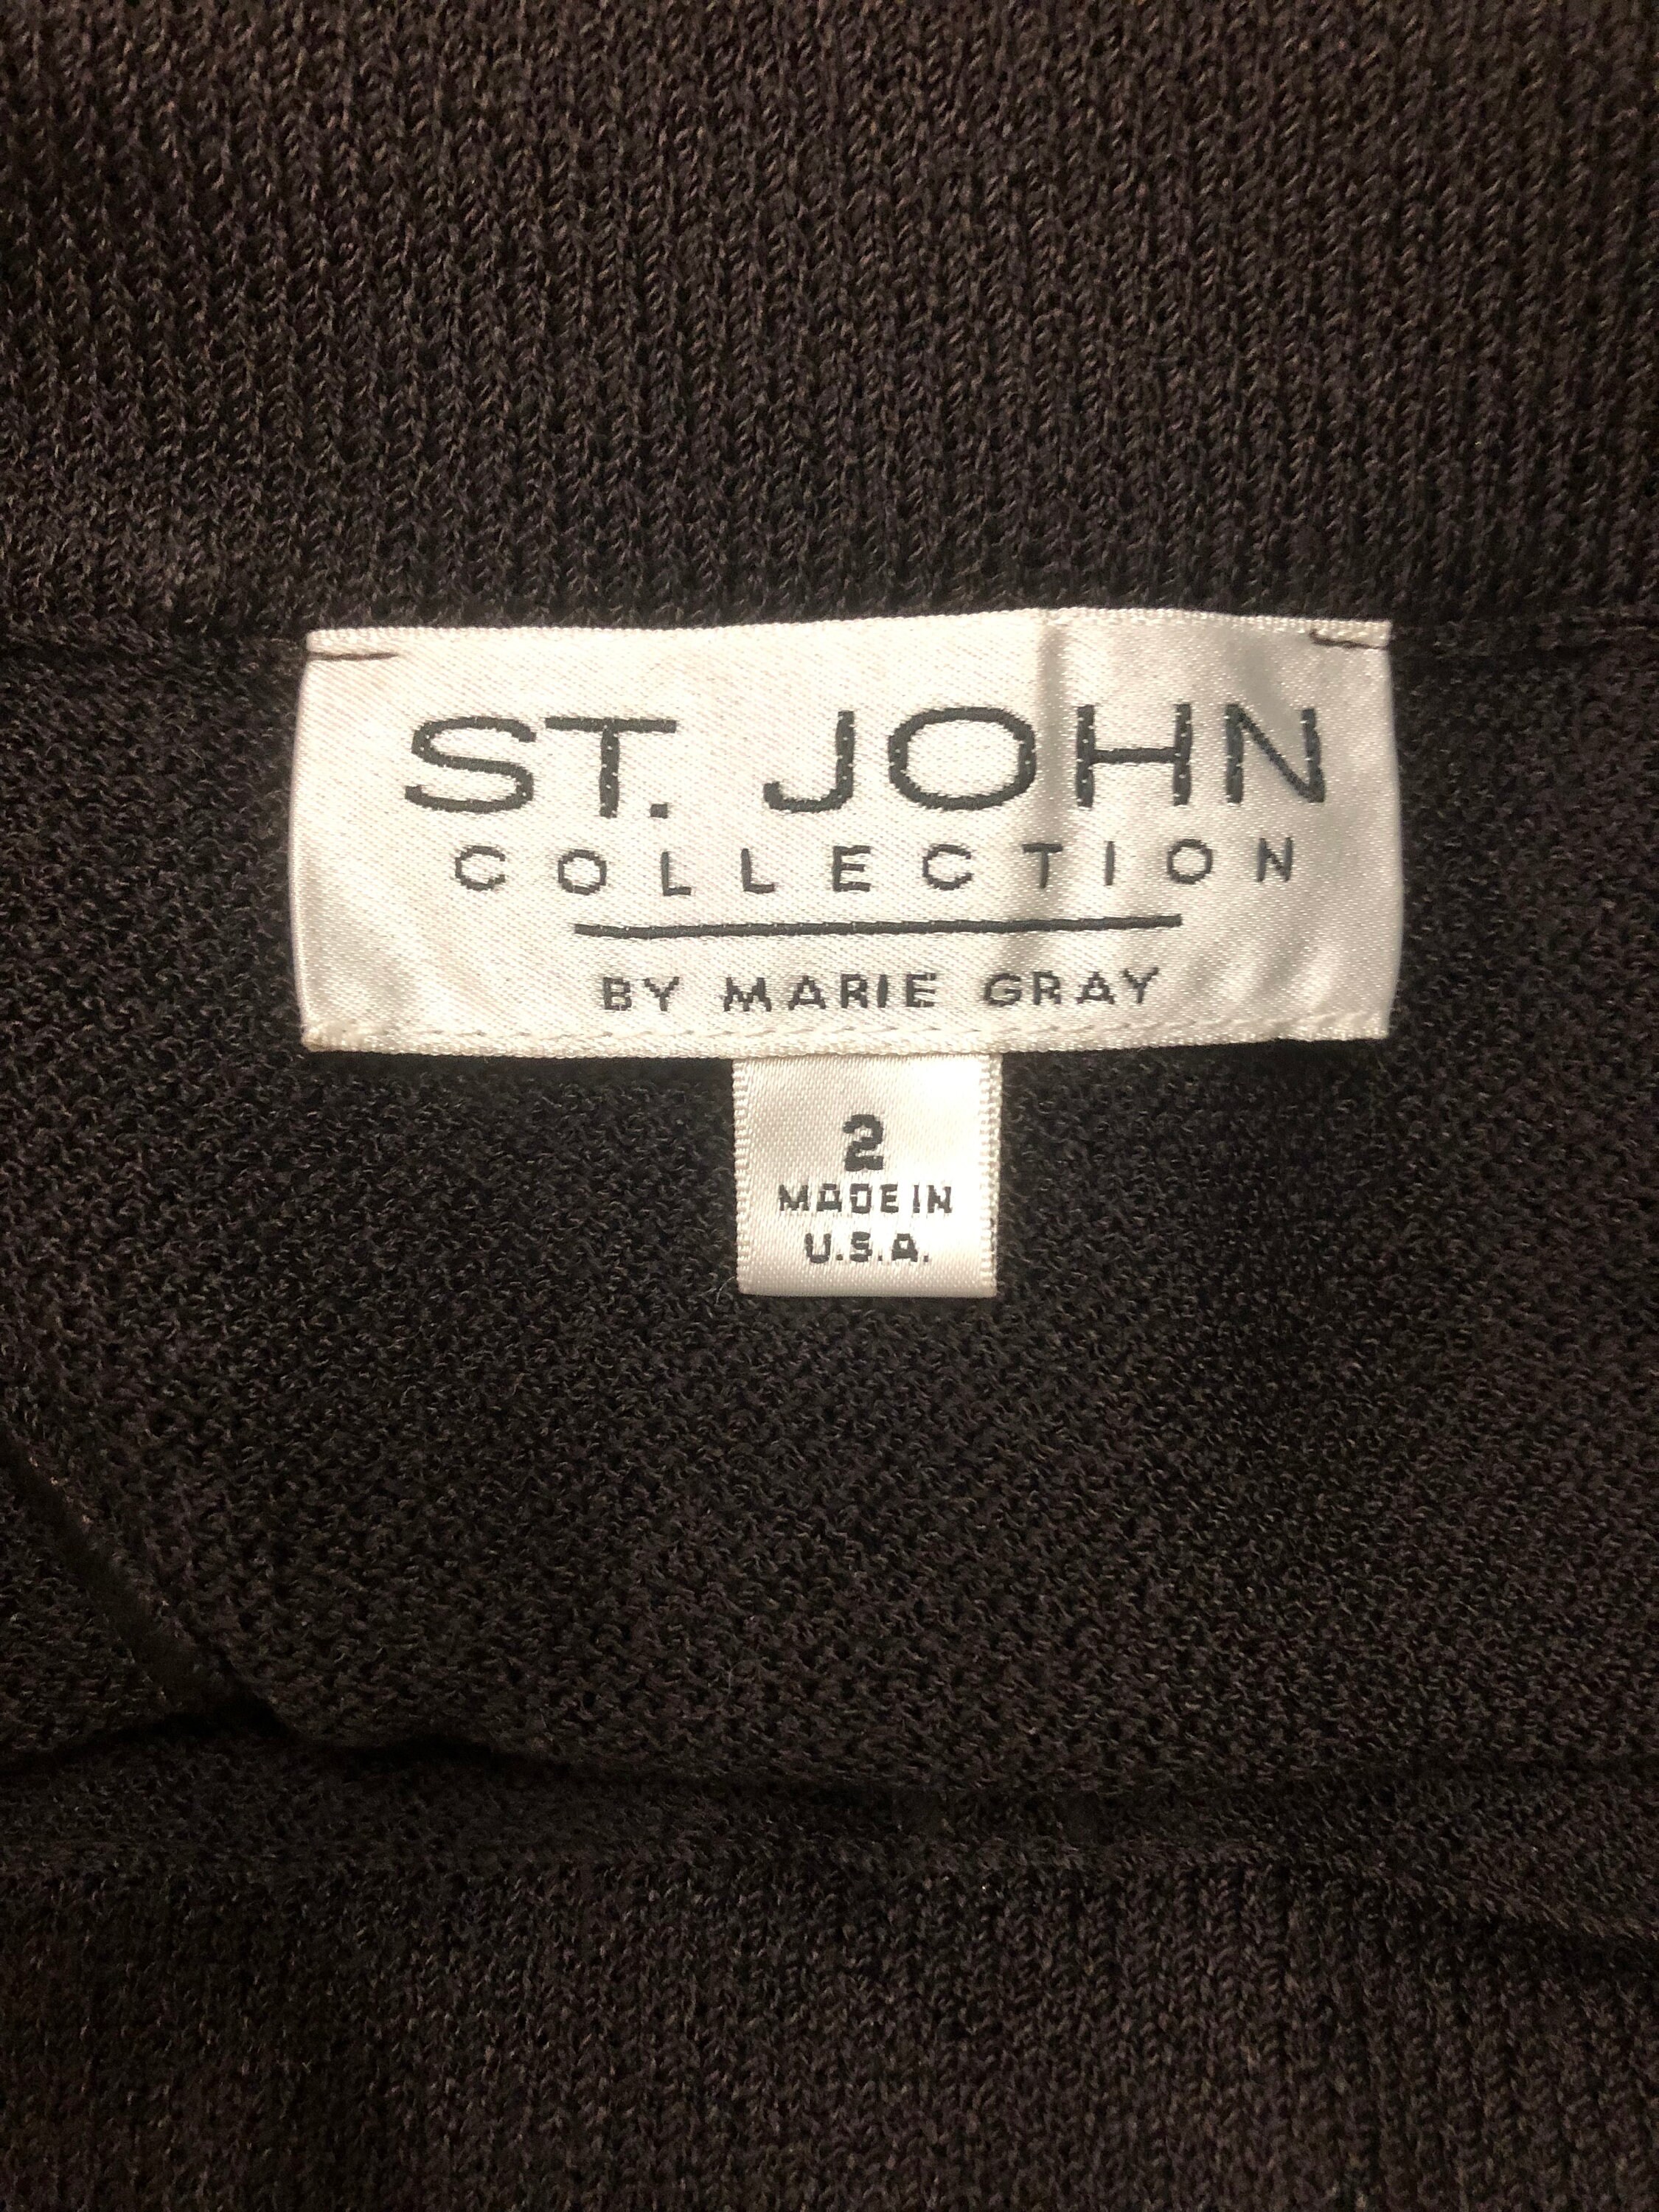 ST. JOHN
COLLECTION
BY MARIE GRAY
2
MADE IN
U.S.A.